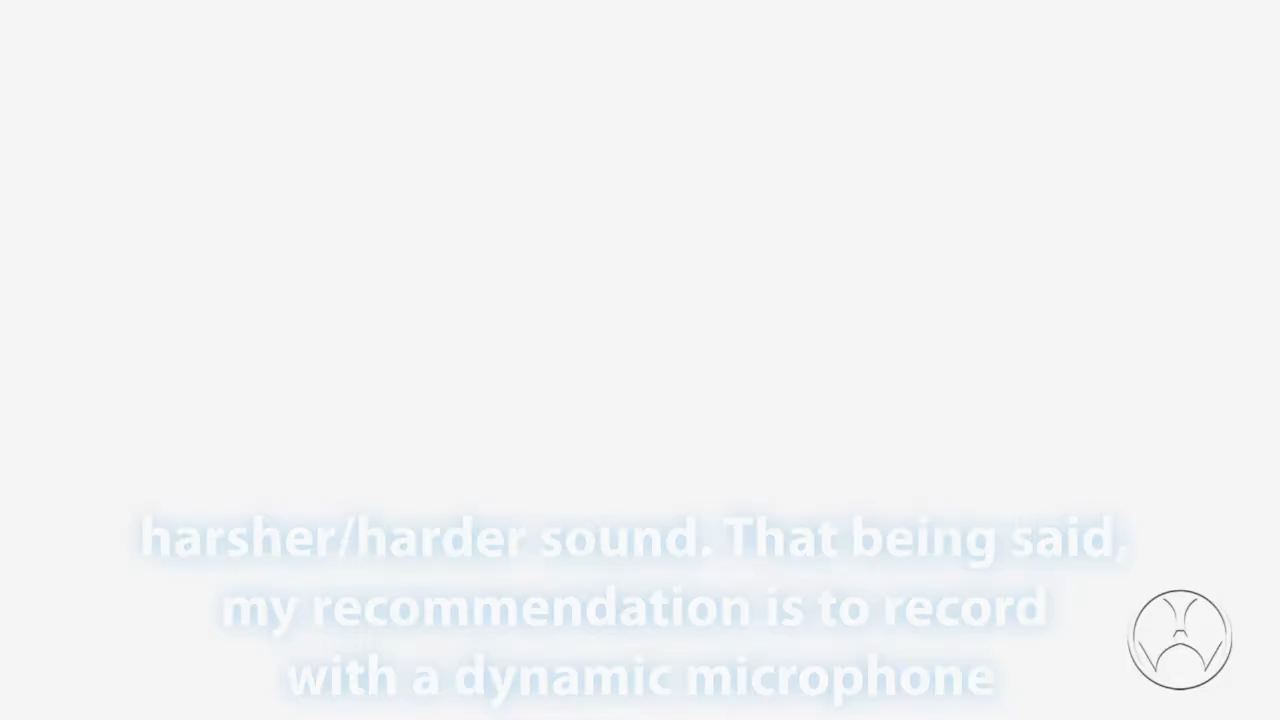 harsher/harder sound. That being said,
my recommendation is to record
with a dynamic microphone